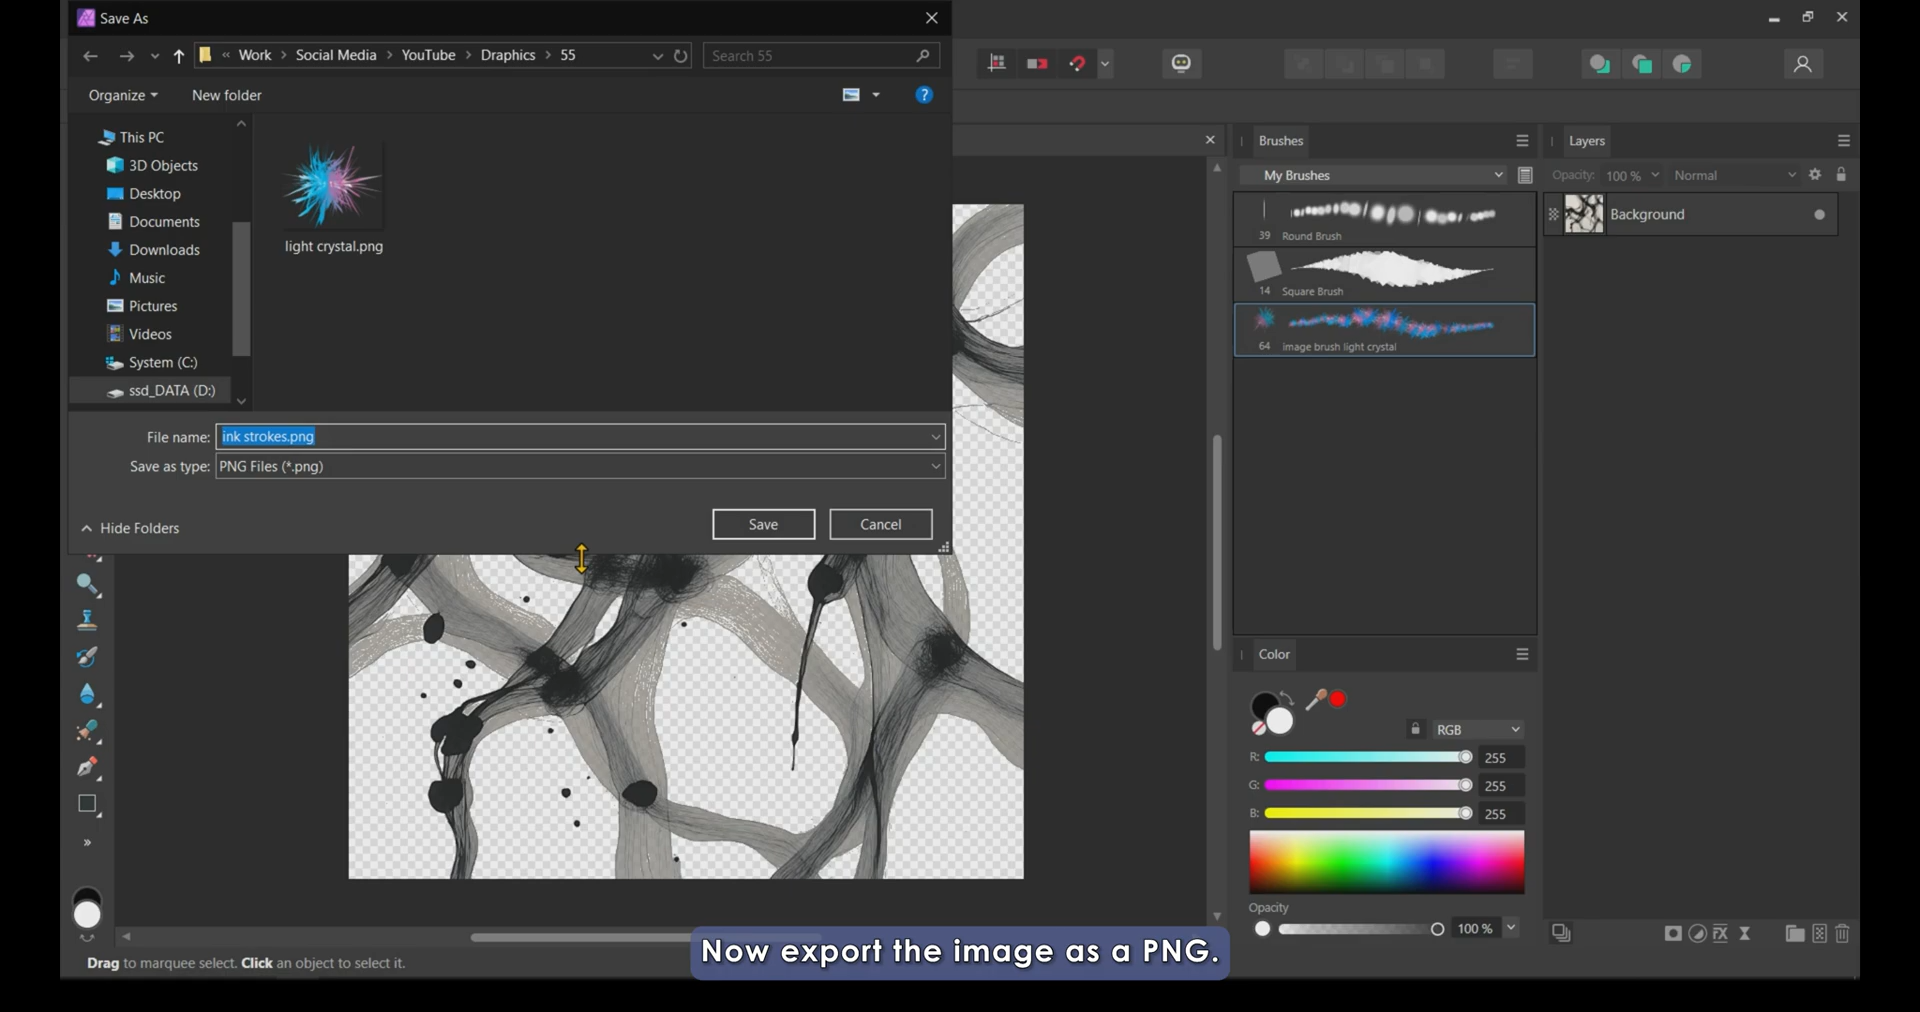 Save As
« Work > Social Media > YouTube > Draphics > 55
Search 55
Organize
New folder
This PC
3D Objects
Desktop
Documents
Downloads
Music
Pictures
Videos
System (C:)
ssd_DATA (D:)
light crystal.png
File name: ink strokes.png
Save as type: PNG Files (*.png)
Hide Folders
Save
Cancel
Brushes
My Brushes
39 Round Brush
14 Square Brush
64 image brush light crystal
Layers
Opacity: 100 % Normal
Background
Color
RGB
R: 255
G: 255
B: 255
Opacity
100 %
FX
Drag to marquee select. Click an object to select it.
Now export the image as a PNG.